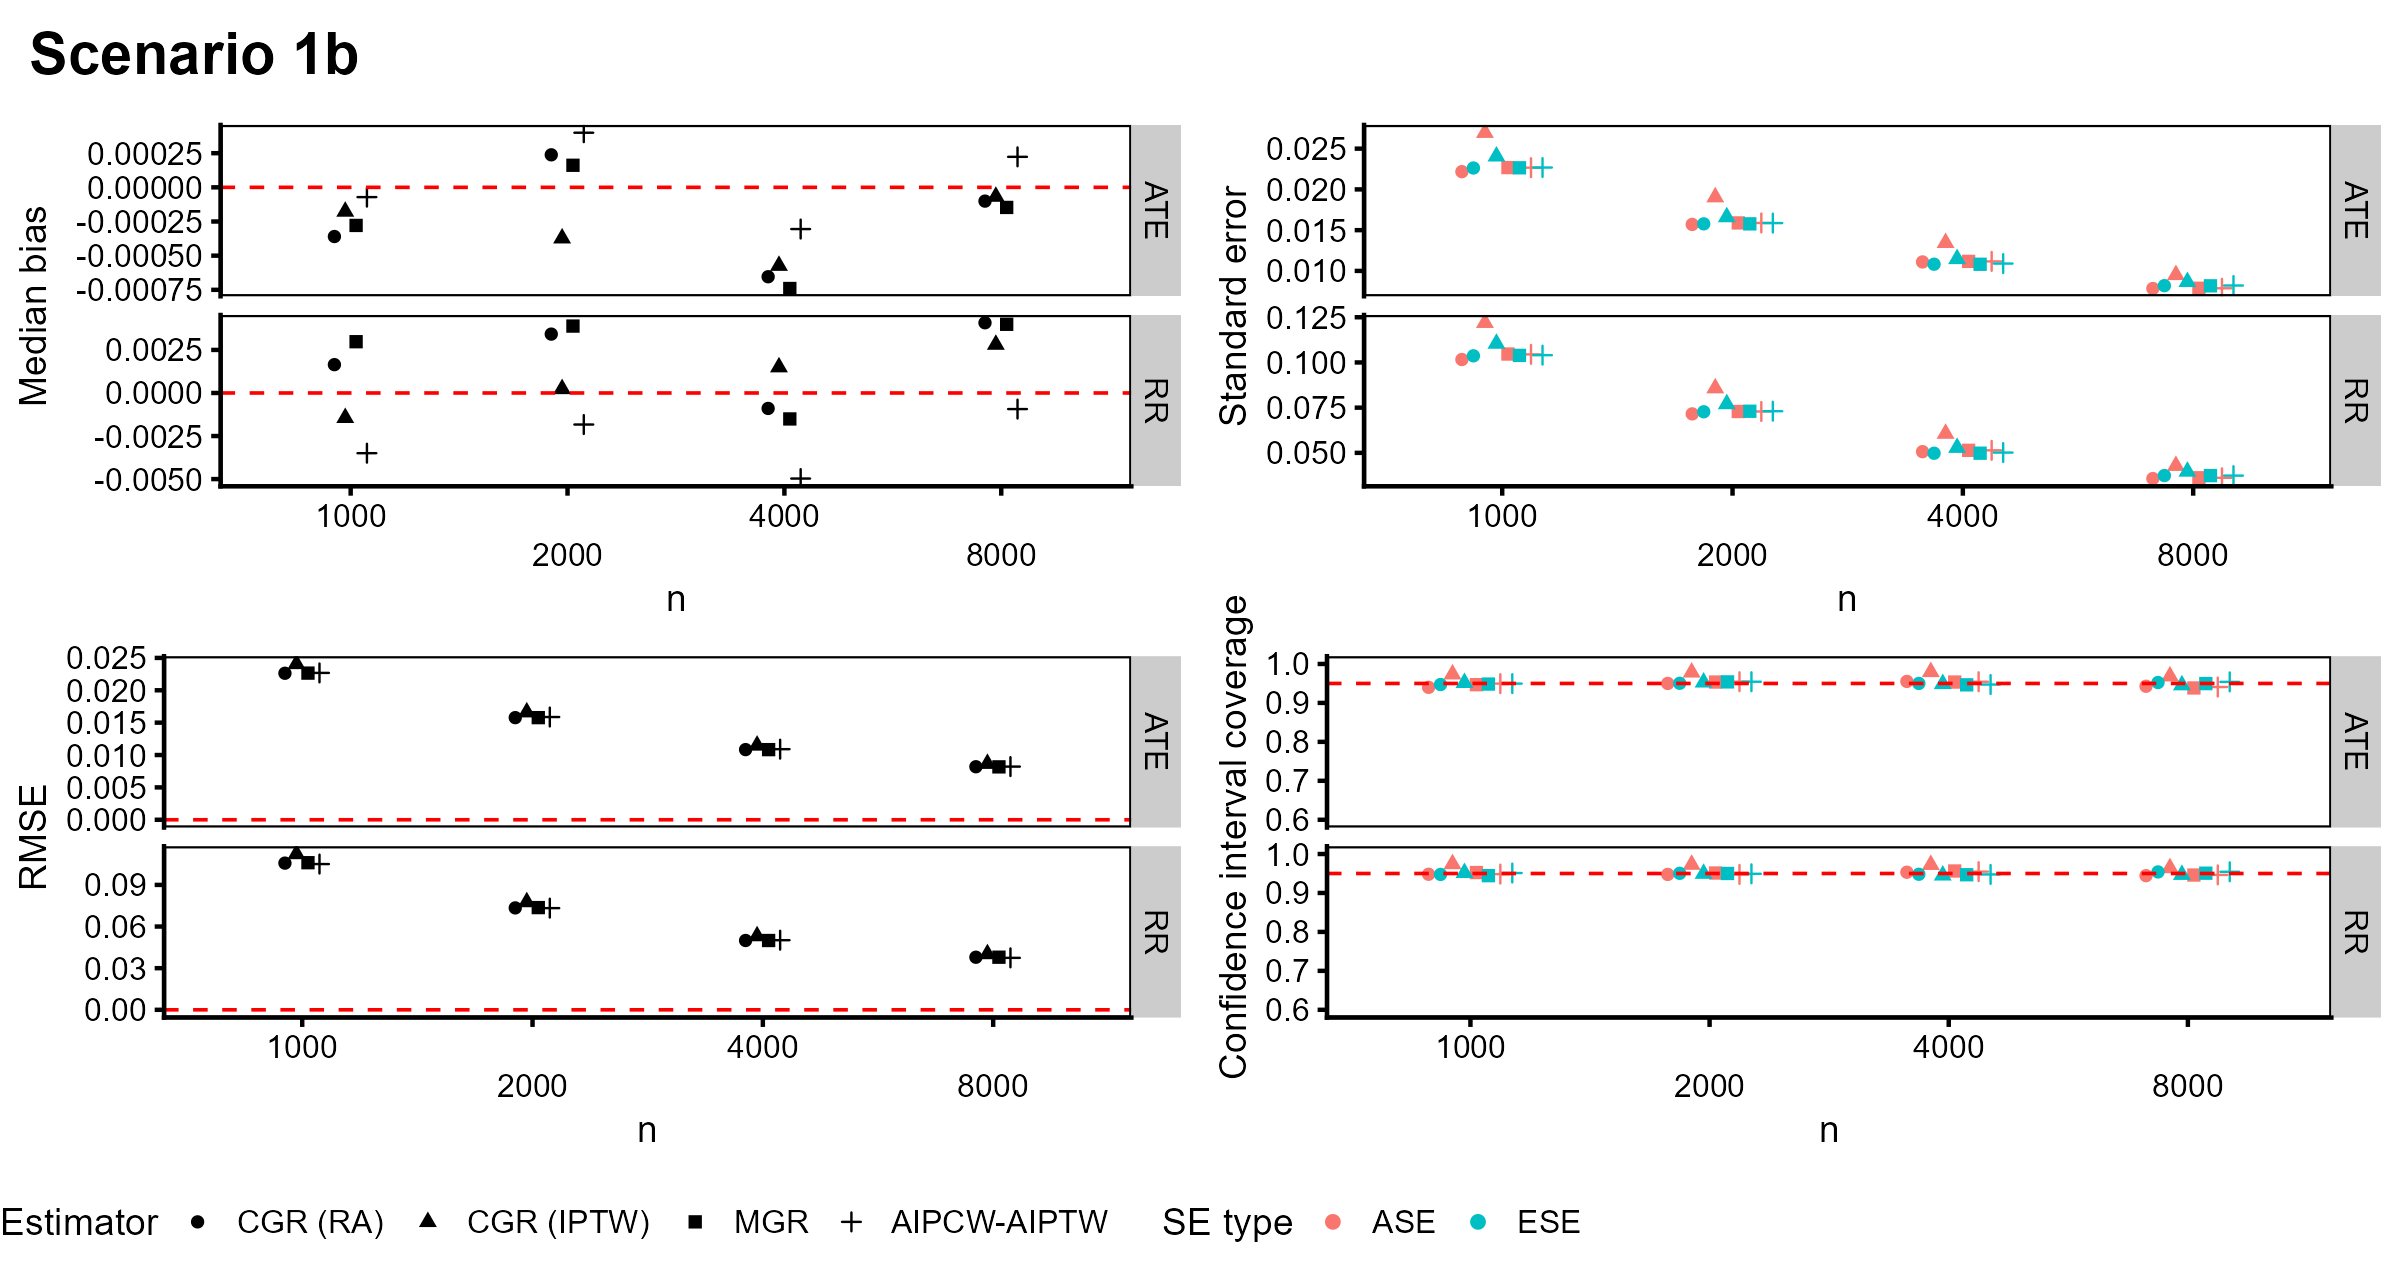 Scenario 1b
Median bias
0.00025
0.00000
-0.00025
-0.00050
-0.00075
ATE
0.0025
0.0000
-0.0025
-0.0050
RR
1000
2000
4000
8000
n
Standard error
0.025
0.020
0.015
0.010
ATE
0.125
0.100
0.075
0.050
RR
1000
2000
4000
8000
n
RMSE
0.025
0.020
0.015
0.010
0.005
0.000
ATE
0.09
0.06
0.03
0.00
RR
1000
2000
4000
8000
n
Confidence interval coverage
1.0
0.9
0.8
0.7
0.6
ATE
1.0
0.9
0.8
0.7
0.6
RR
1000
2000
4000
8000
n
Estimator CGR (RA) CGR (IPTW) MGR AIPCW-AIPTW SE type ASE ESE